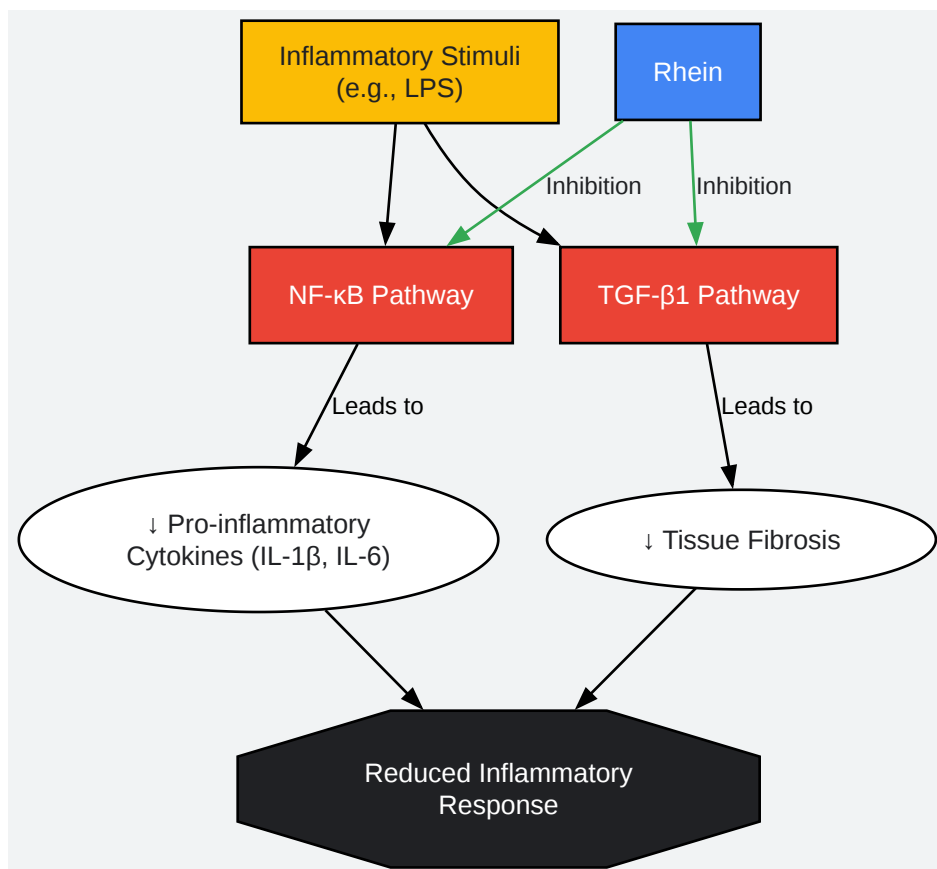 Inflammatory Stimuli
(e.g., LPS)
Rhein
Inhibition
Inhibition
NF-κB Pathway
TGF-β1 Pathway
Leads to
Leads to
↓ Pro-inflammatory
Cytokines (IL-1β, IL-6)
↓ Tissue Fibrosis
Reduced Inflammatory
Response